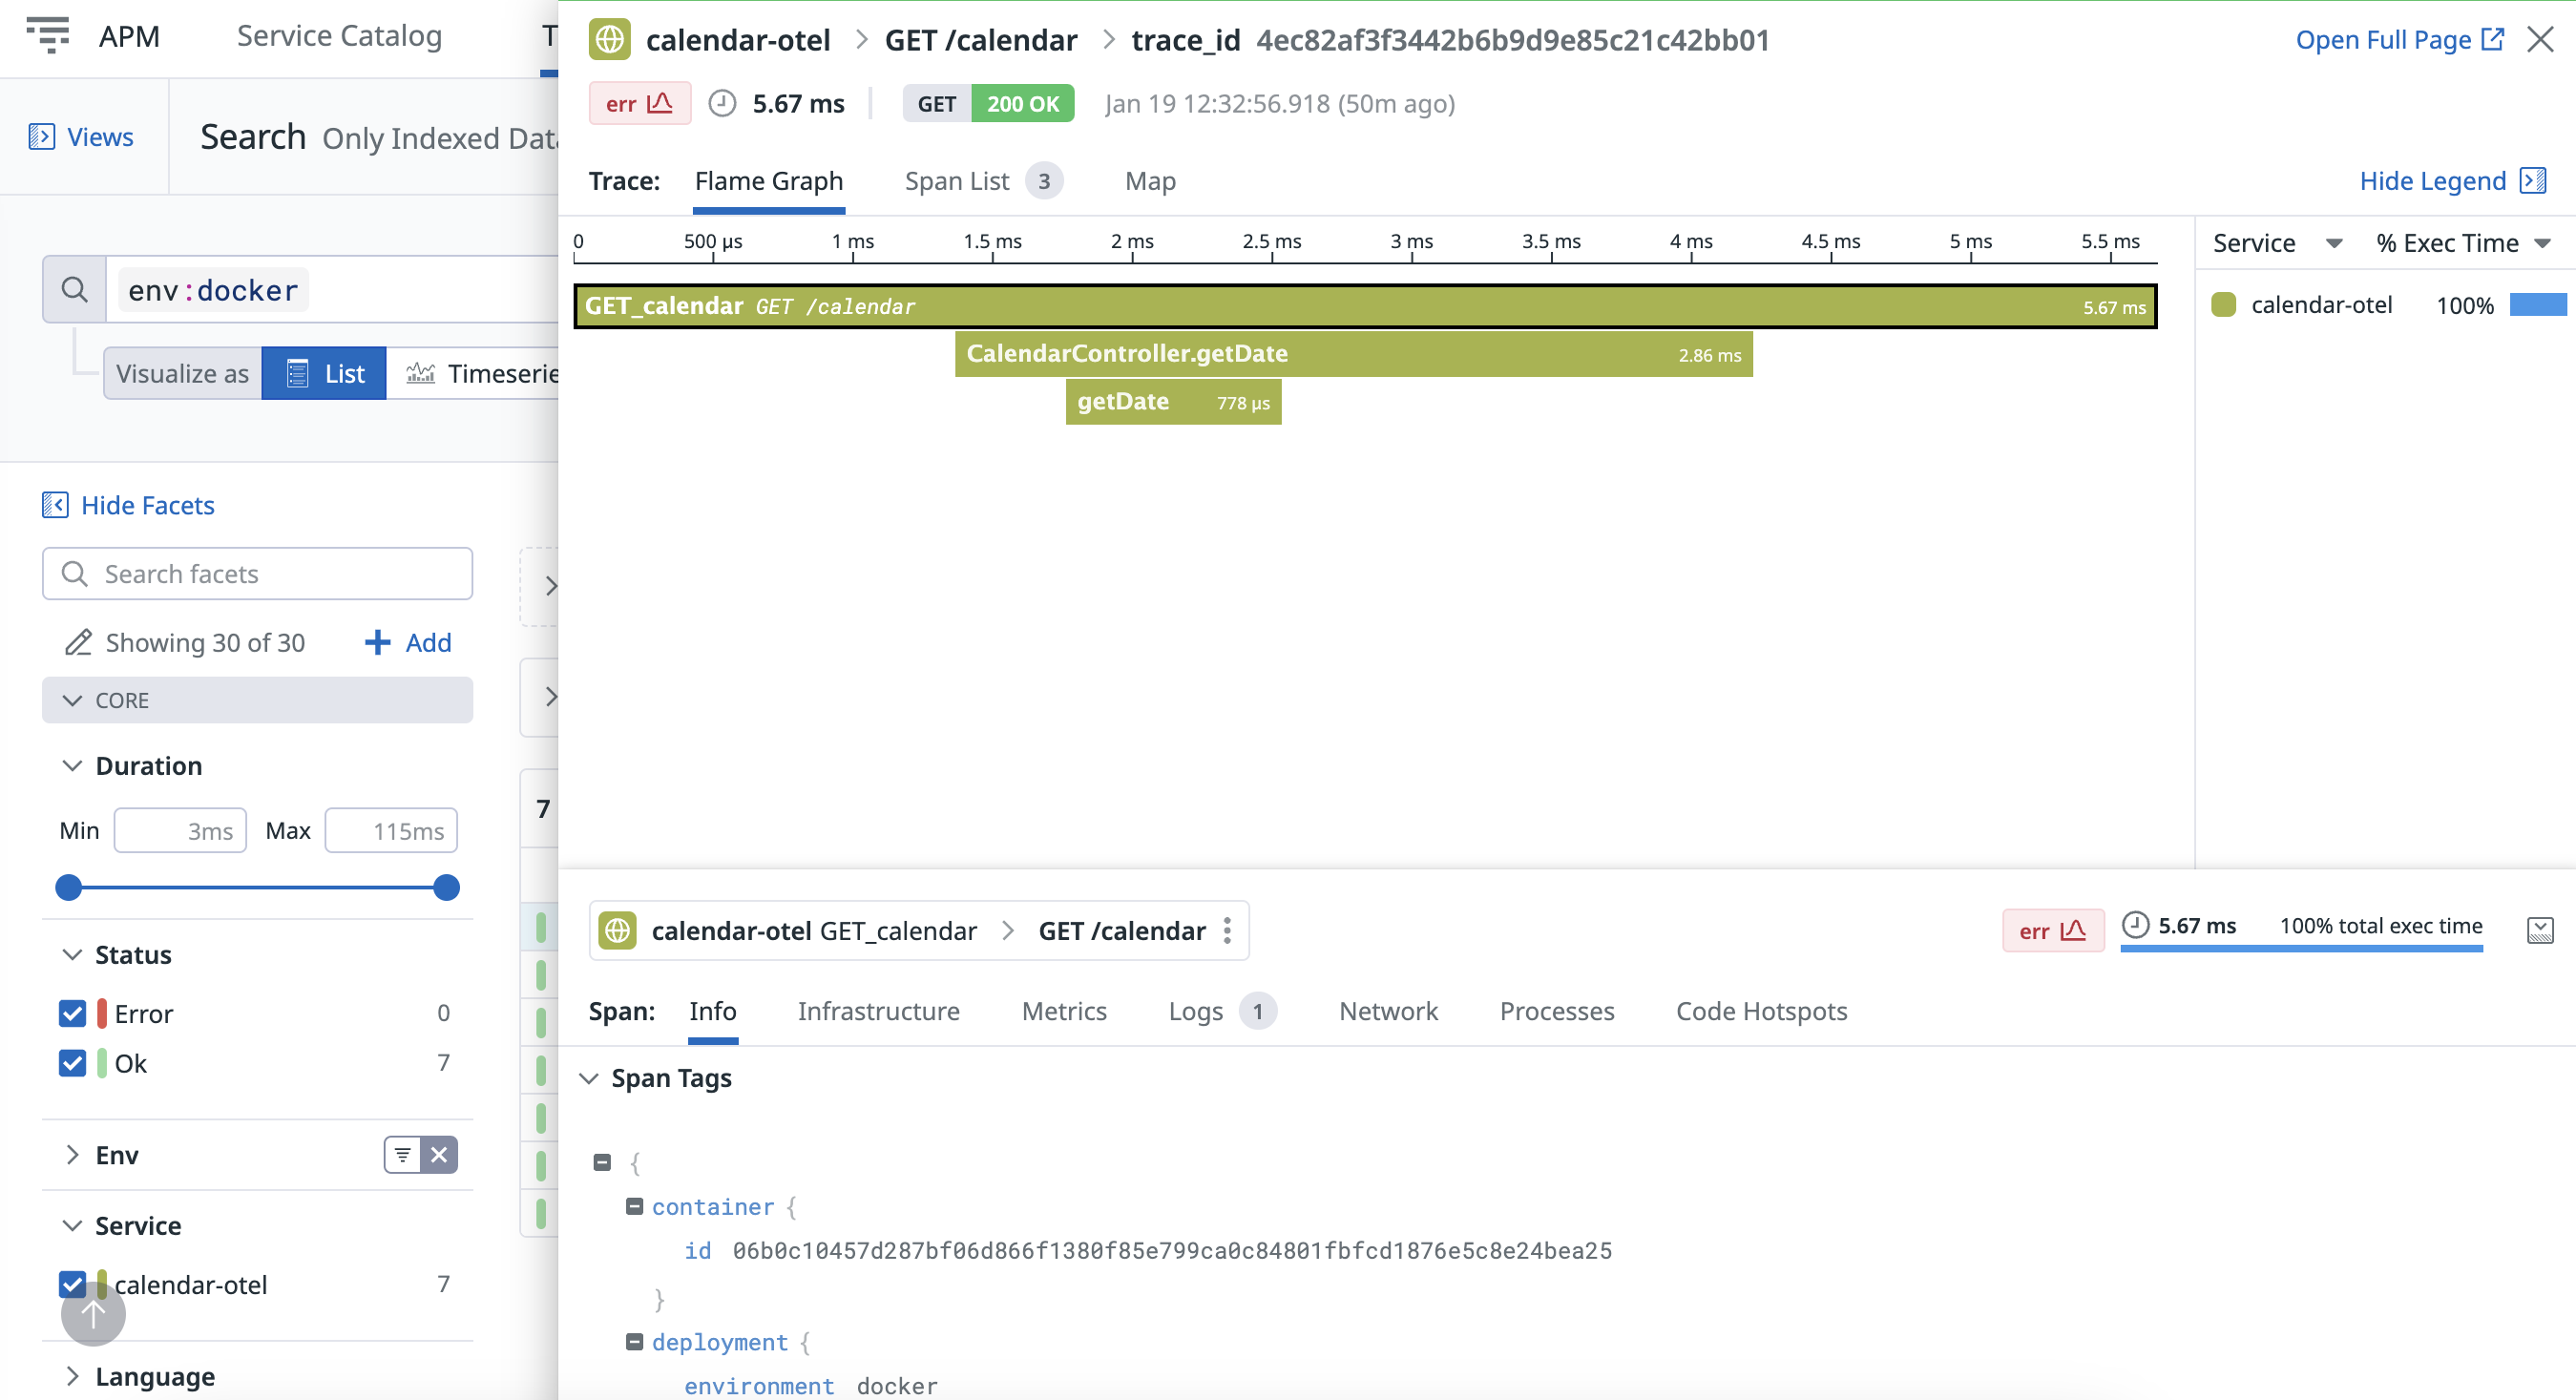 APM
Service Catalog
T
Views
Search Only Indexed Data
env:docker
Visualize as
List
Timeserie
Hide Facets
Search facets
Showing 30 of 30
Add
CORE
Duration
Min 3ms Max 115ms
Status
Error 0
Ok 7
Env
Service
calendar-otel 7
Language
7
calendar-otel > GET /calendar > trace_id 4ec82af3f3442b6b9d9e85c21c42bb01
Open Full Page
err 5.67 ms GET 200 OK Jan 19 12:32:56.918 (50m ago)
Trace: Flame Graph Span List 3 Map
Hide Legend
0 500 µs 1 ms 1.5 ms 2 ms 2.5 ms 3 ms 3.5 ms 4 ms 4.5 ms 5 ms 5.5 ms
GET_calendar GET /calendar 5.67 ms
CalendarController.getDate 2.86 ms
getDate 778 µs
Service % Exec Time
calendar-otel 100%
calendar-otel GET_calendar > GET /calendar
err 5.67 ms 100% total exec time
Span: Info Infrastructure Metrics Logs 1 Network Processes Code Hotspots
Span Tags
{
container {
id 06b0c10457d287bf06d866f1380f85e799ca0c84801fbfcd1876e5c8e24bea25
}
deployment {
environment docker